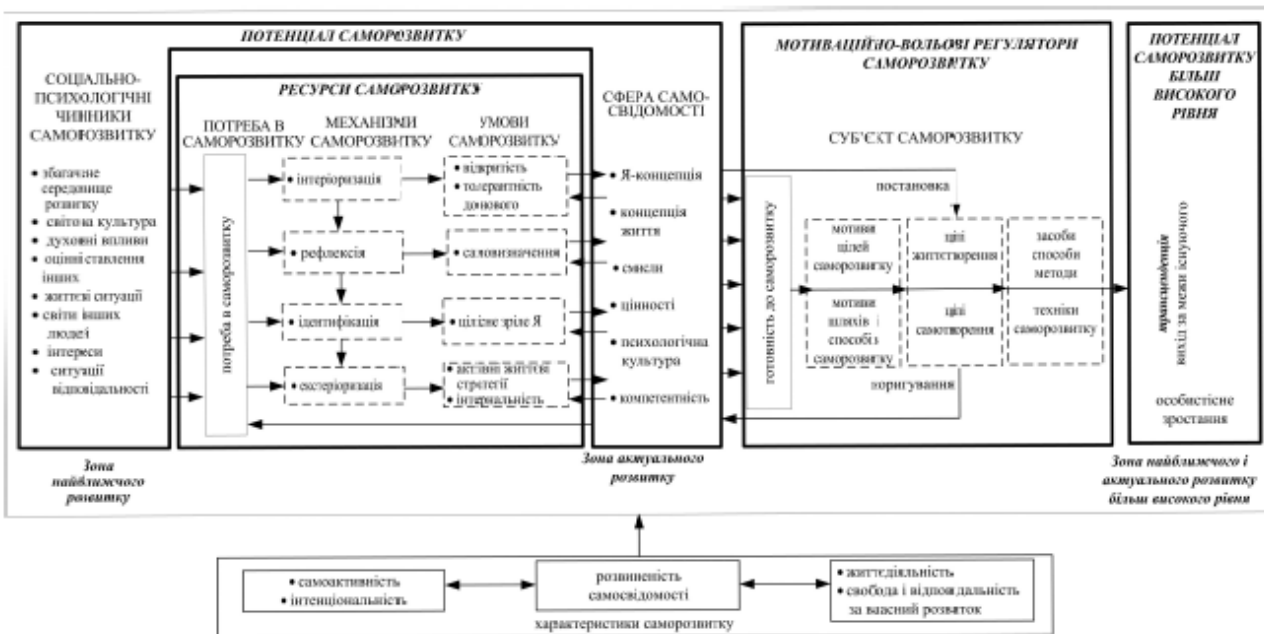 ПОТЕНЦІАЛ САМОРОЗВИТКУ
СОЦІАЛЬНО-
ПСИХОЛОГІЧНІ
ЧИННИКИ
САМОРОЗВИТКУ
• збагачене
середовище
розвитку
• світова культура
• духовні впливи
• оцінні ставлення
інших
• життєві ситуації
• світи інших
людей
• інтереси
• ситуації
відповідальності
РЕСУРСИ САМОРОЗВИТКУ
ПОТРЕБА В
САМОРОЗВИТКУ
потреба в саморозвитку
МЕХАНІЗМИ
САМОРОЗВИТКУ
• інтеріоризація
• рефлексія
• ідентифікація
• екстеріоризація
УМОВИ
САМОРОЗВИТКУ
• відкритість
• толерантність
до нового
• самовизначення
• цілісне зріле Я
• активні життєві
стратегії
• інтернальність
СФЕРА САМО-
СВІДОМОСТІ
• Я-концепція
• концепція
життя
• смисли
• цінності
• психологічна
культура
• компетентність
МОТИВАЦІЙНО-ВОЛЬОВІ РЕГУЛЯТОРИ
САМОРОЗВИТКУ
СУБ’ЄКТ САМОРОЗВИТКУ
готовність до саморозвитку
постановка
мотиви
цілей
саморозвитку
цілі
життєтворення
засоби
способи
методи
мотиви
шляхів і
способів
саморозвитку
цілі
самотворення
техніки
саморозвитку
коригування
ПОТЕНЦІАЛ
САМОРОЗВИТКУ
БІЛЬШ
ВИСОКОГО
РІВНЯ
трансценденція
вихід за межи існуючого
особистісне
зростання
Зона
найближчого
розвитку
Зона актуального
розвитку
Зона найближчого і
актуального розвитку
більш високого рівня
• самоактивність
• інтенціональність
розвиненість
самосвідомості
• життєдіяльність
• свобода і відповідальність
за власний розвиток
характеристики саморозвитку